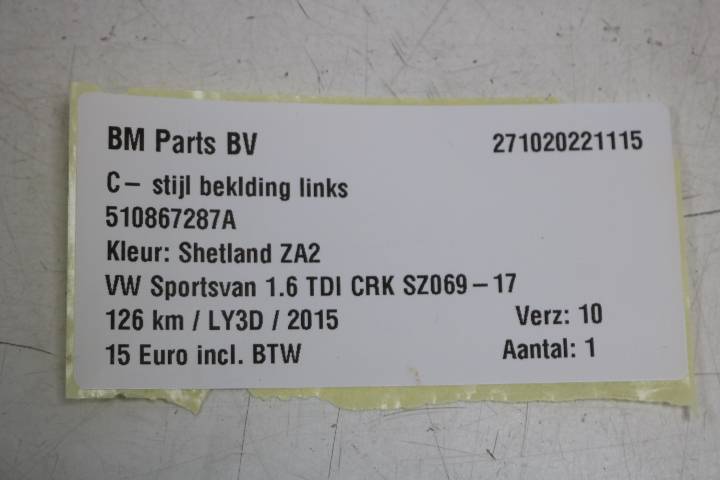 BM Parts BV 271020221115
C- stijl beklding links
510867287A
Kleur: Shetland ZA2
VW Sportsvan 1.6 TDI CRK SZ069-17
126 km / LY3D / 2015 Verz: 10
15 Euro incl. BTW Aantal: 1